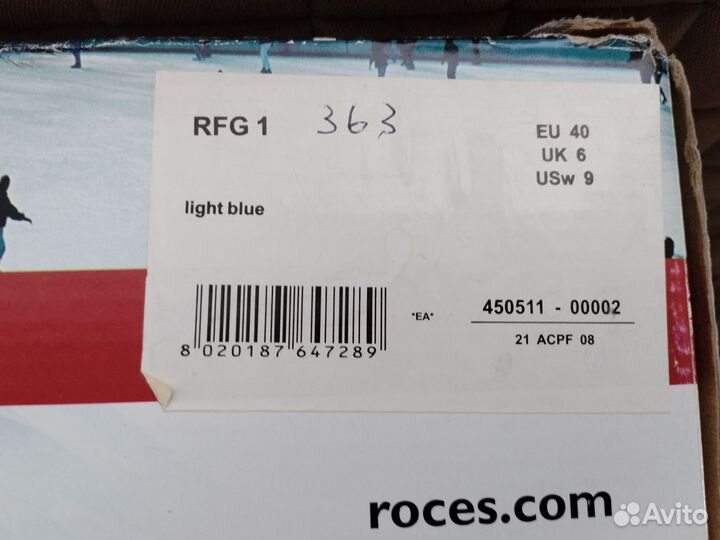 RFG 1 363
EU 40
UK 6
USw 9
light blue
8 020187 647289
*EA*
450511 - 00002
21 ACPF 08
roces.com
Avito